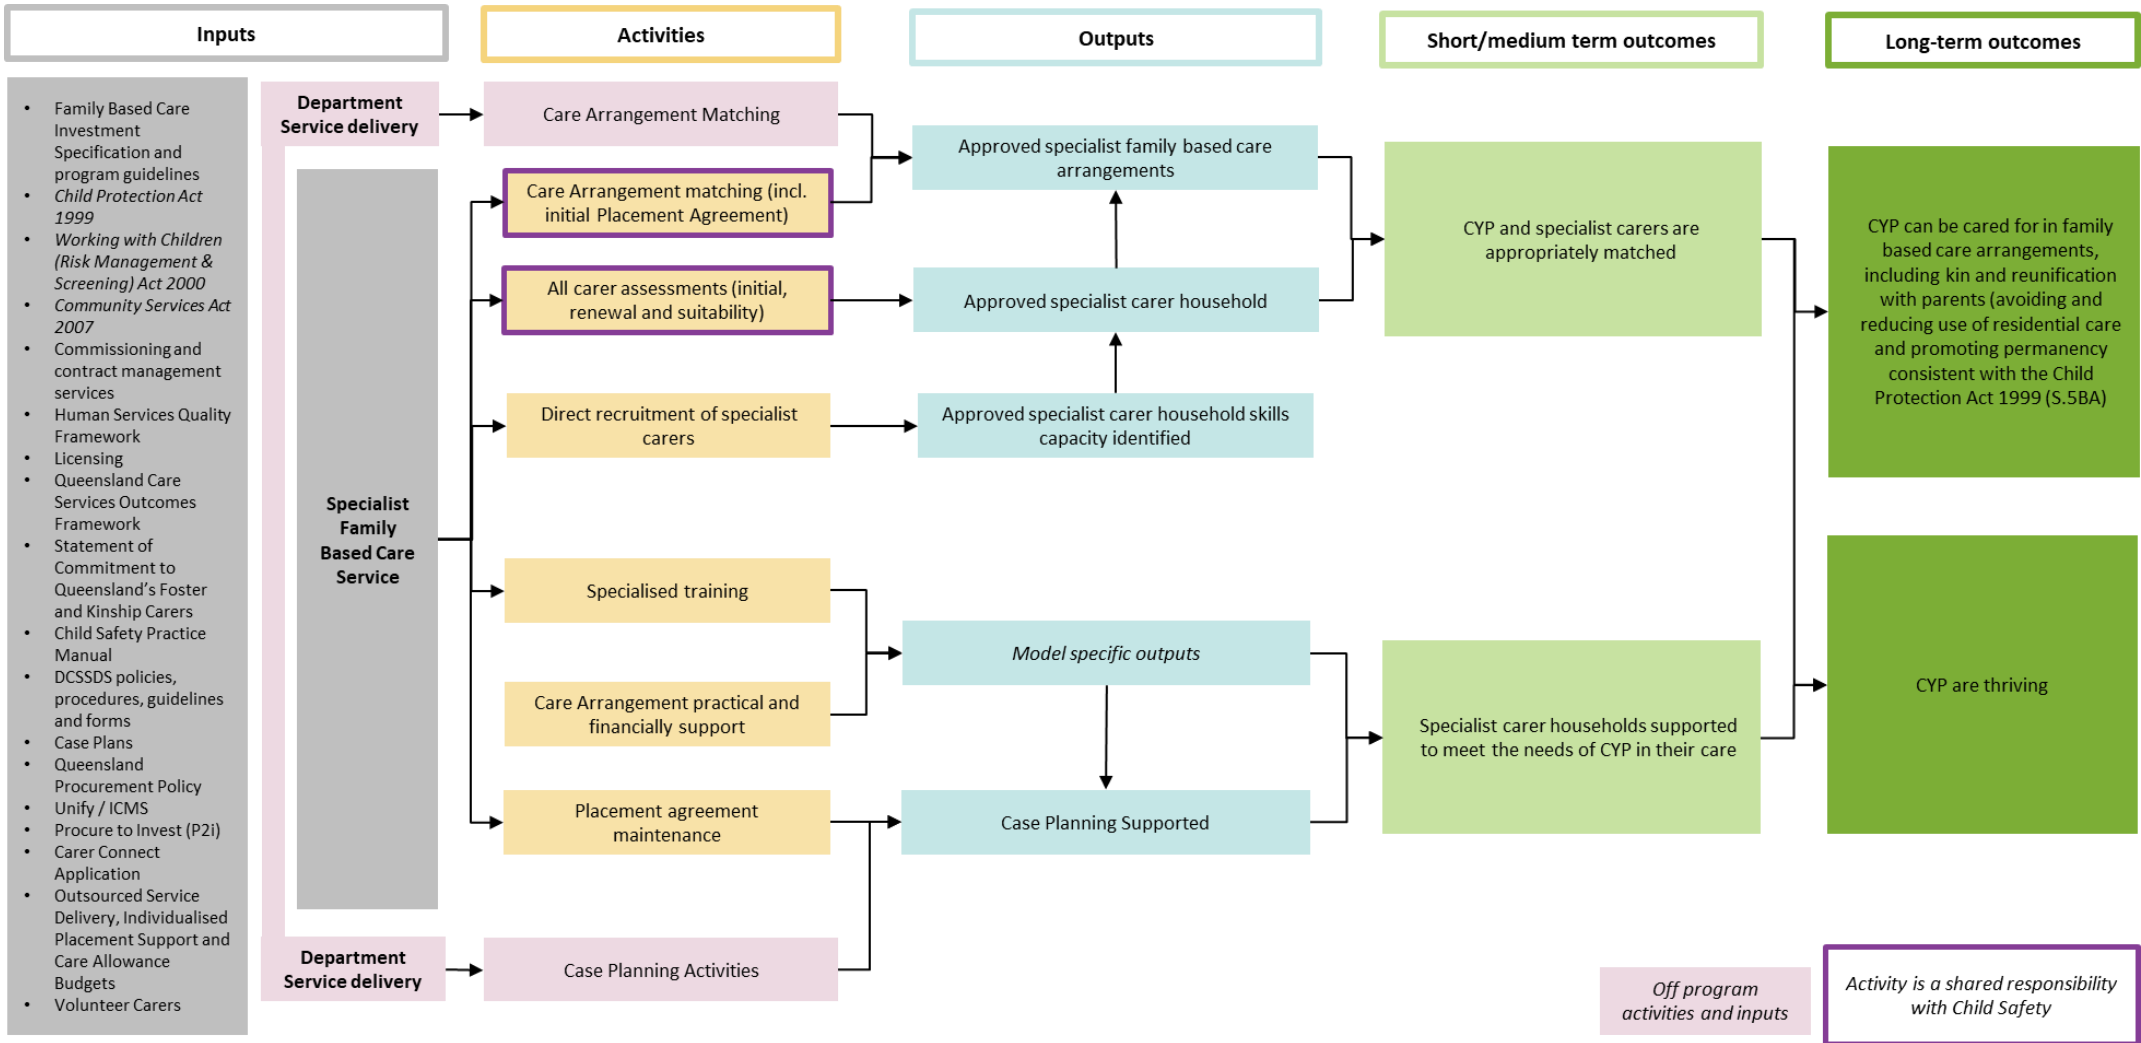 Inputs
Activities
Outputs
Short/medium term outcomes
Long-term outcomes
• Family Based Care
Investment
Specification and
program guidelines
• Child Protection Act
1999
• Working with Children
(Risk Management &
Screening) Act 2000
• Community Services Act
2007
• Commissioning and
contract management
services
• Human Services Quality
Framework
• Licensing
• Queensland Care
Services Outcomes
Framework
• Statement of
Commitment to
Queensland's Foster
and Kinship Carers
• Child Safety Practice
Manual
• DCSSDS policies,
procedures, guidelines
and forms
• Case Plans
• Queensland
Procurement Policy
• Unify / ICMS
• Procure to Invest (P2i)
• Carer Connect
Application
• Outsourced Service
Delivery, Individualised
Placement Support and
Care Allowance
Budgets
• Volunteer Carers
Department
Service delivery
Specialist
Family
Based Care
Service
Department
Service delivery
Care Arrangement Matching
Care Arrangement matching (incl.
initial Placement Agreement)
All carer assessments (initial,
renewal and suitability)
Direct recruitment of specialist
carers
Specialised training
Care Arrangement practical and
financially support
Placement agreement
maintenance
Case Planning Activities
Approved specialist family based care
arrangements
Approved specialist carer household
Approved specialist carer household skills
capacity identified
Model specific outputs
Case Planning Supported
CYP and specialist carers are
appropriately matched
Specialist carer households supported
to meet the needs of CYP in their care
CYP can be cared for in family
based care arrangements,
including kin and reunification
with parents (avoiding and
reducing use of residential care
and promoting permanency
consistent with the Child
Protection Act 1999 (S.5BA)
CYP are thriving
Off program
activities and inputs
Activity is a shared responsibility
with Child Safety